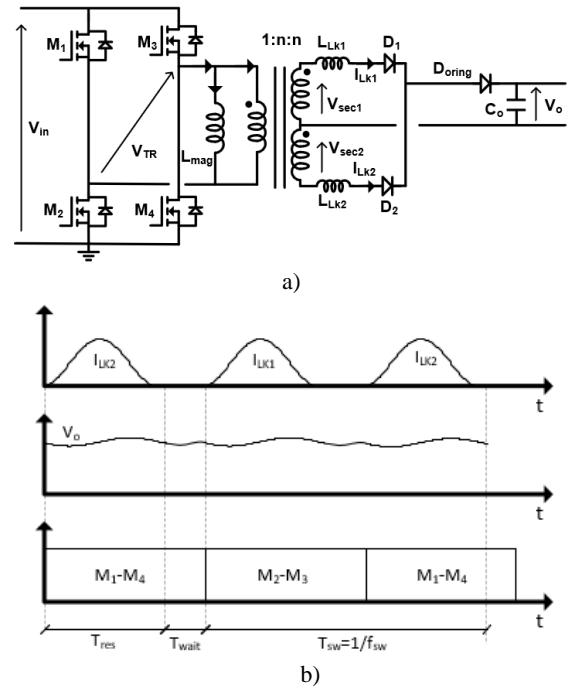 M1
M3
1:n:n
LLk1
D1
ILk1
Doring
Vin
VTR
Lmag
Vsec1
Vsec2
Co
Vo
M2
M4
ILk2
LLk2
D2
a)
ILK2
ILK1
ILK2
t
Vo
t
M1-M4
M2-M3
M1-M4
t
Tres
Twait
Tsw=1/fsw
b)